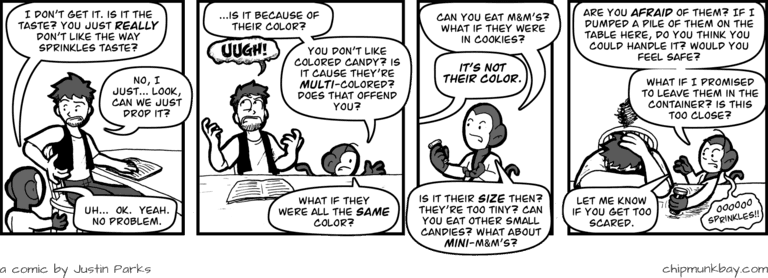 I DON'T GET IT. IS IT THE
TASTE? YOU JUST REALLY
DON'T LIKE THE WAY
SPRINKLES TASTE?
NO, I
JUST... LOOK,
CAN WE JUST
DROP IT?
UH... OK. YEAH.
NO PROBLEM.
...IS IT BECAUSE OF
THEIR COLOR?
UUGH!
YOU DON'T LIKE
COLORED CANDY? IS
IT CAUSE THEY'RE
MULTI-COLORED?
DOES THAT OFFEND
YOU?
WHAT IF THEY
WERE ALL THE SAME
COLOR?
CAN YOU EAT M&M'S?
WHAT IF THEY WERE
IN COOKIES?
IT'S NOT
THEIR COLOR.
IS IT THEIR SIZE THEN?
THEY'RE TOO TINY? CAN
YOU EAT OTHER SMALL
CANDIES? WHAT ABOUT
MINI-M&M'S?
ARE YOU AFRAID OF THEM? IF I
DUMPED A PILE OF THEM ON THE
TABLE HERE, DO YOU THINK YOU
COULD HANDLE IT? WOULD YOU
FEEL SAFE?
WHAT IF I PROMISED
TO LEAVE THEM IN THE
CONTAINER? IS THIS
TOO CLOSE?
LET ME KNOW
IF YOU GET TOO
SCARED.
OOOOOO
SPRINKLES!!
a comic by Justin Parks
chipmunkbay.com